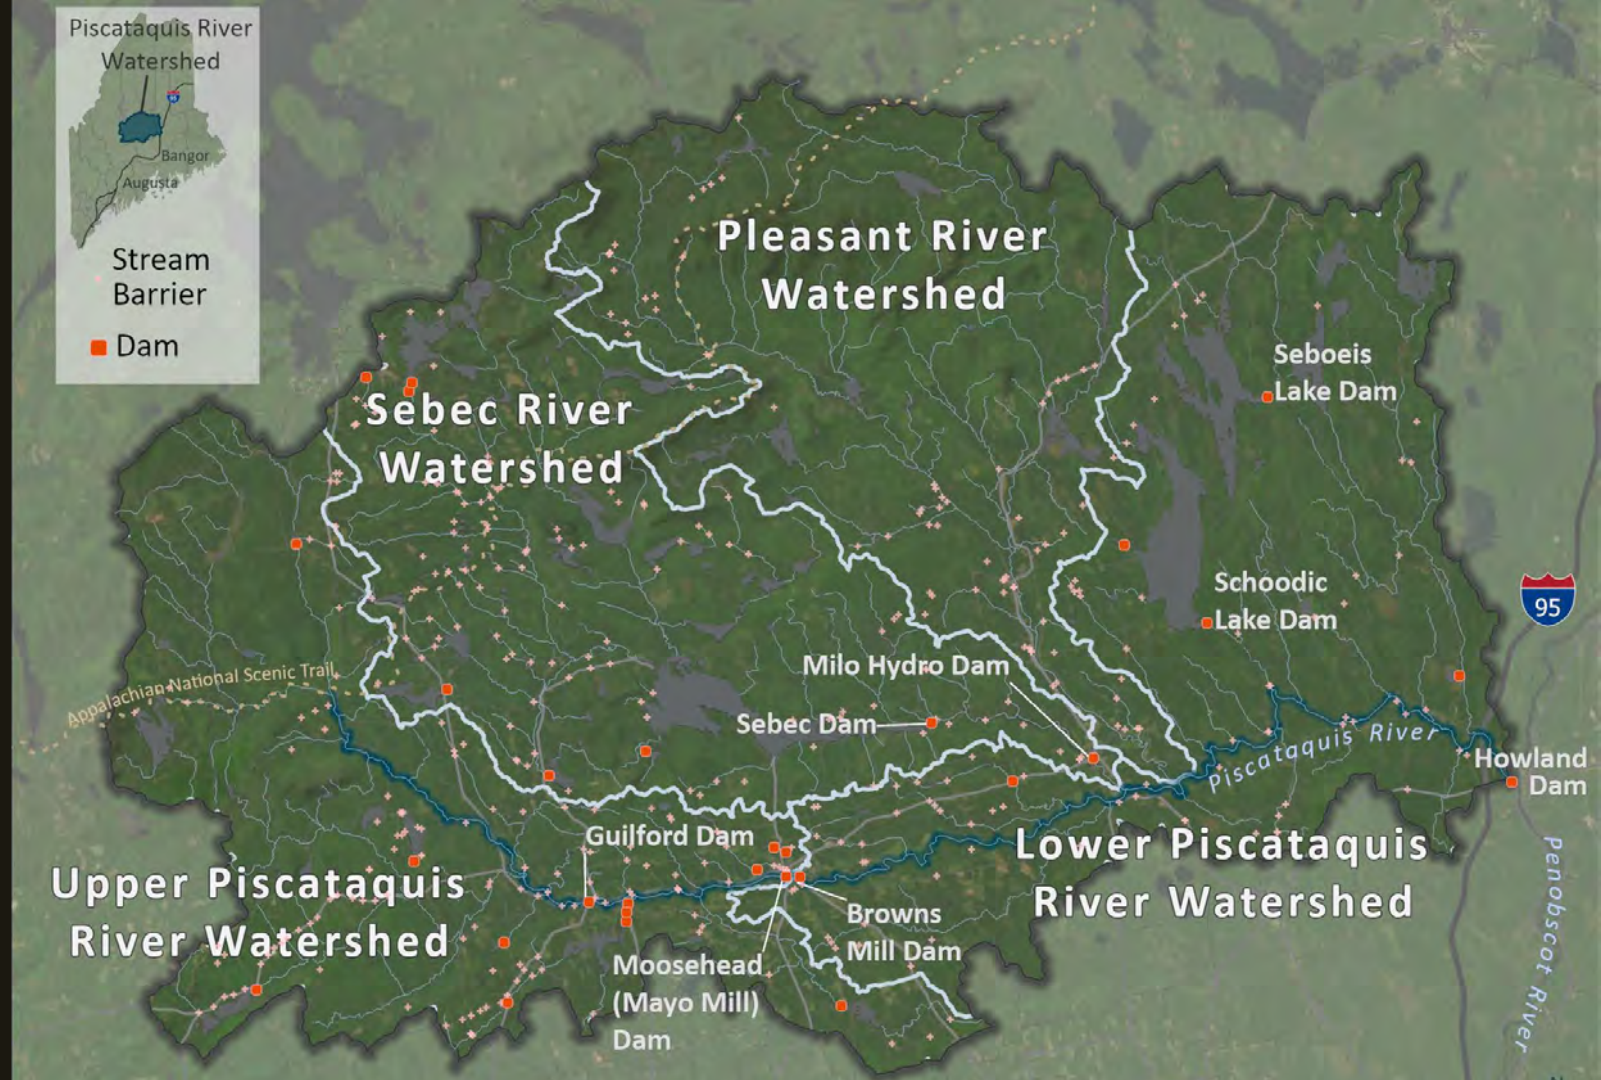 Piscataquis River
Watershed
95
Bangor
Augusta
Stream
Barrier
Dam
Pleasant River
Watershed
Seboeis
Lake Dam
Sebec River
Watershed
Schoodic
Lake Dam
95
Milo Hydro Dam
Appalachian National Scenic Trail
Sebec Dam
Piscataquis River
Howland
Dam
Guilford Dam
Lower Piscataquis
River Watershed
Upper Piscataquis
River Watershed
Browns
Mill Dam
Moosehead
(Mayo Mill)
Dam
Penobscot River